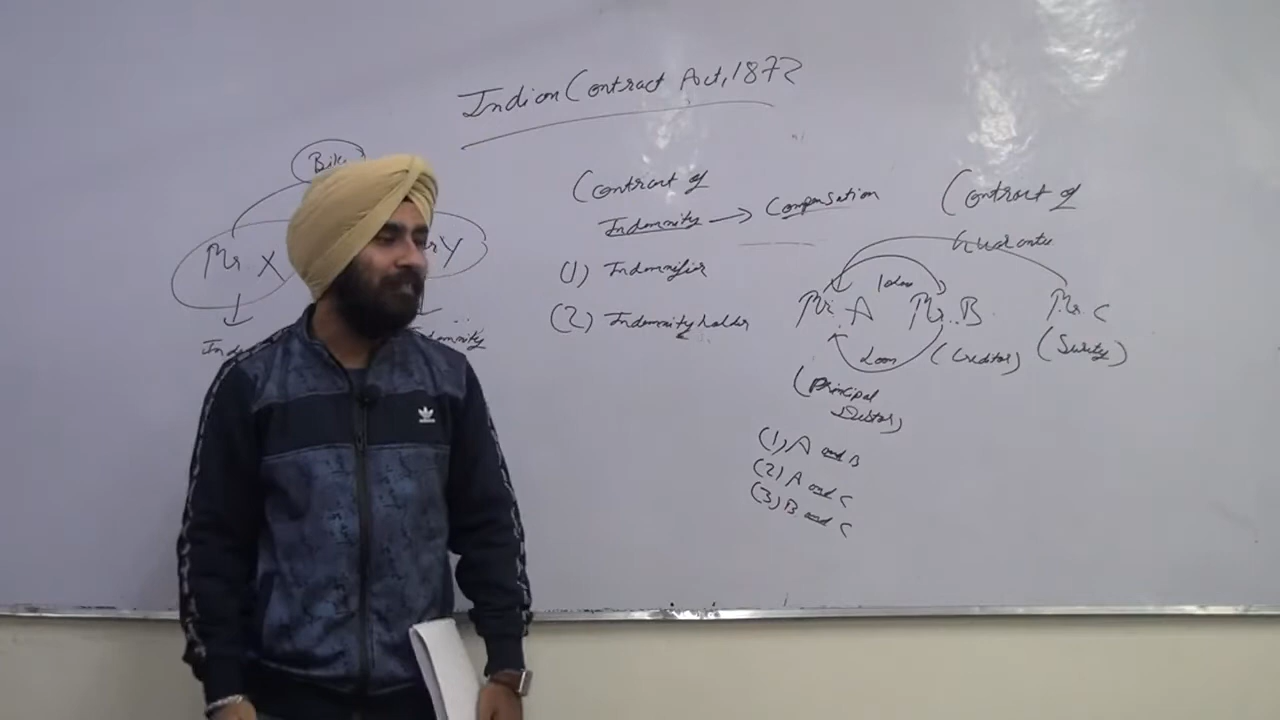 Indian Contract Act, 1872
Bike
Mr X
Contract of
Indemnity → Compensation
(1) Indemnifier
(2) Indemnity holder
Contract of
Guarantee
Mr. A
Mr. B
Mr. C
Loan
(Creditor)
(Surety)
(Principal
Debtor)
(1) A and B
(2) A and C
(3) B and C